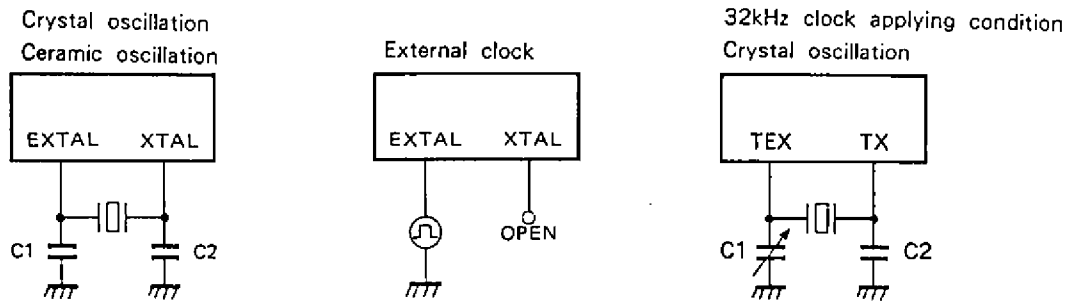 Crystal oscillation
Ceramic oscillation
EXTAL XTAL
C1 C2
External clock
EXTAL XTAL
OPEN
32kHz clock applying condition
Crystal oscillation
TEX TX
C1 C2